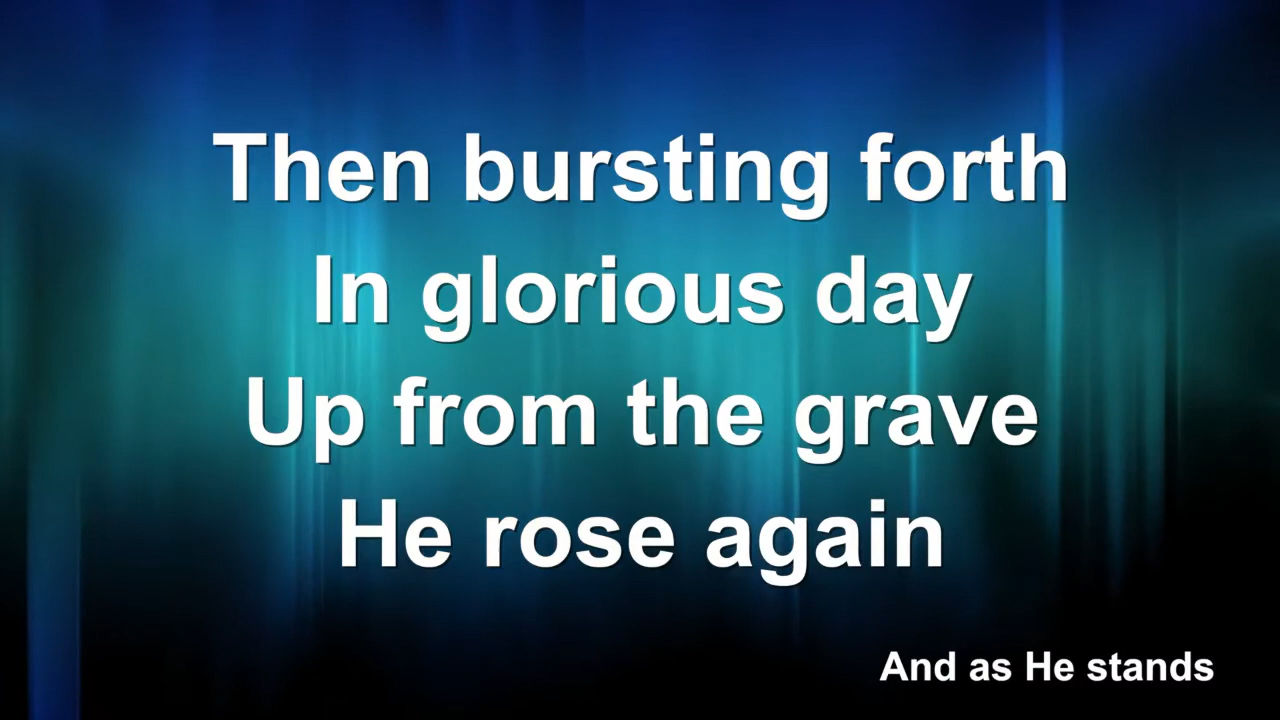 Then bursting forth
In glorious day
Up from the grave
He rose again
And as He stands